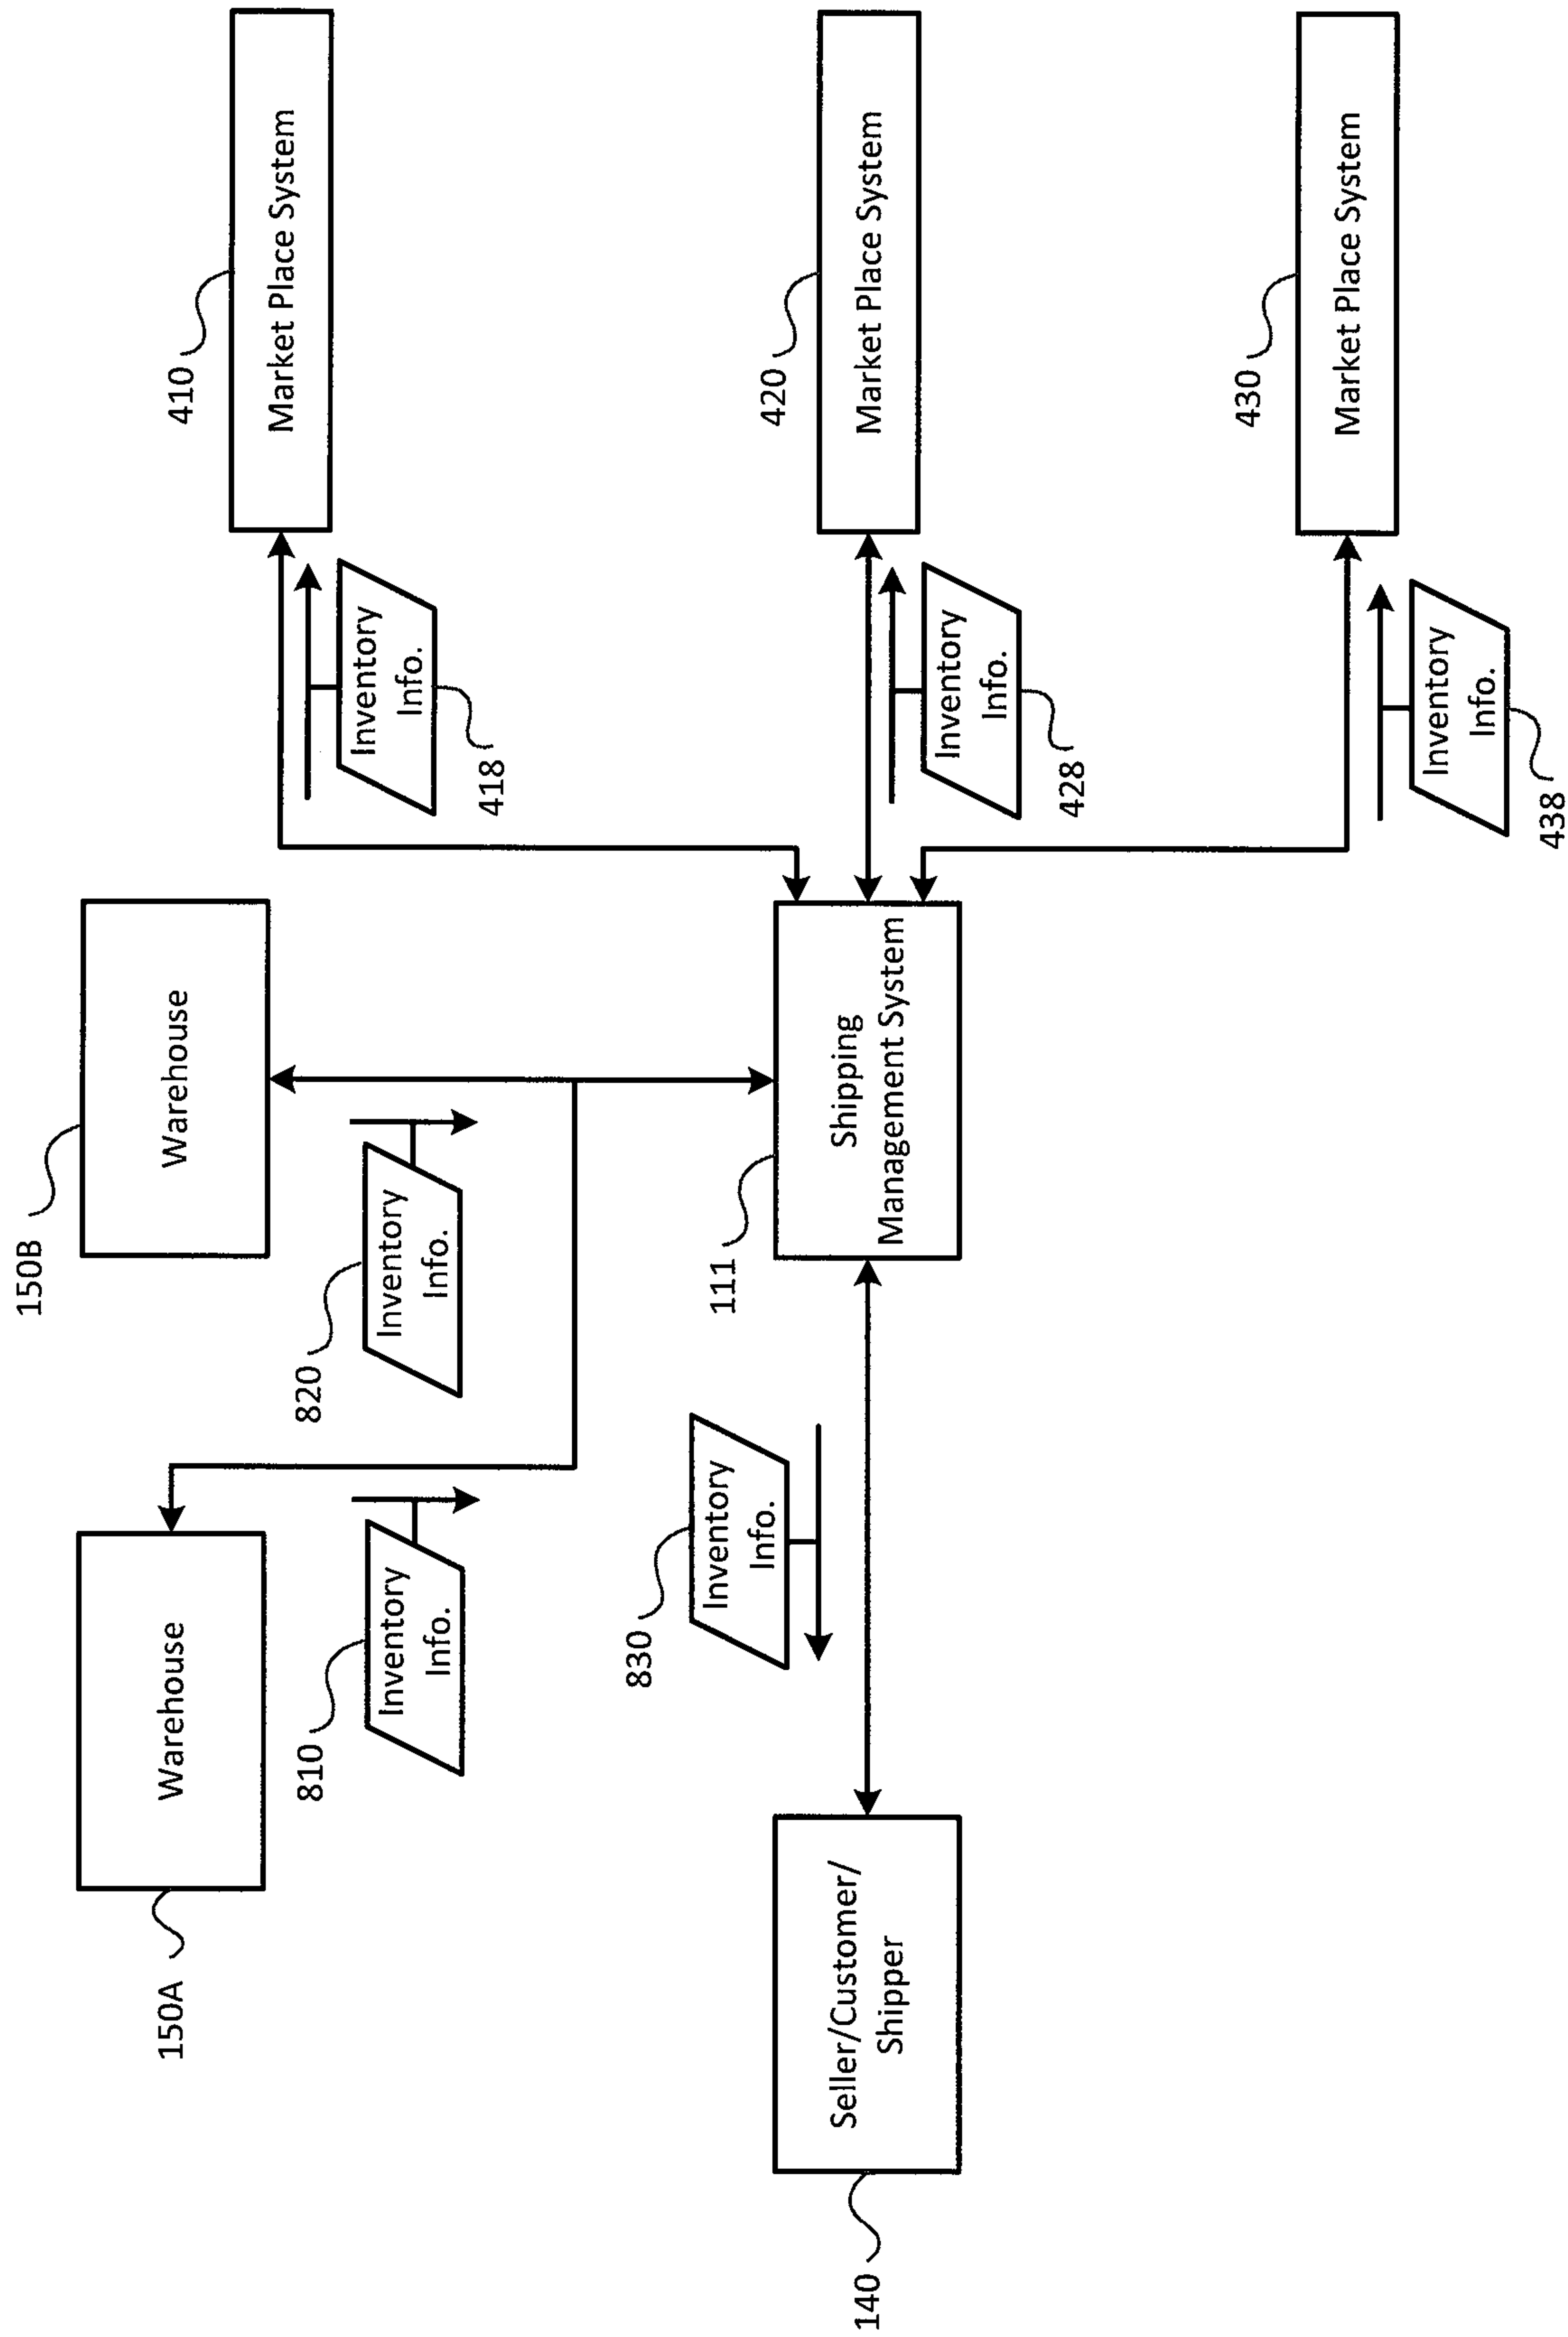 150A
Warehouse
150B
Warehouse
410
Market Place System
810
Inventory
Info.
820
Inventory
Info.
Inventory
Info.
418
830
Inventory
Info.
111
420
Market Place System
140
Seller/Customer/
Shipper
Shipping
Management System
Inventory
Info.
428
430
Market Place System
Inventory
Info.
438